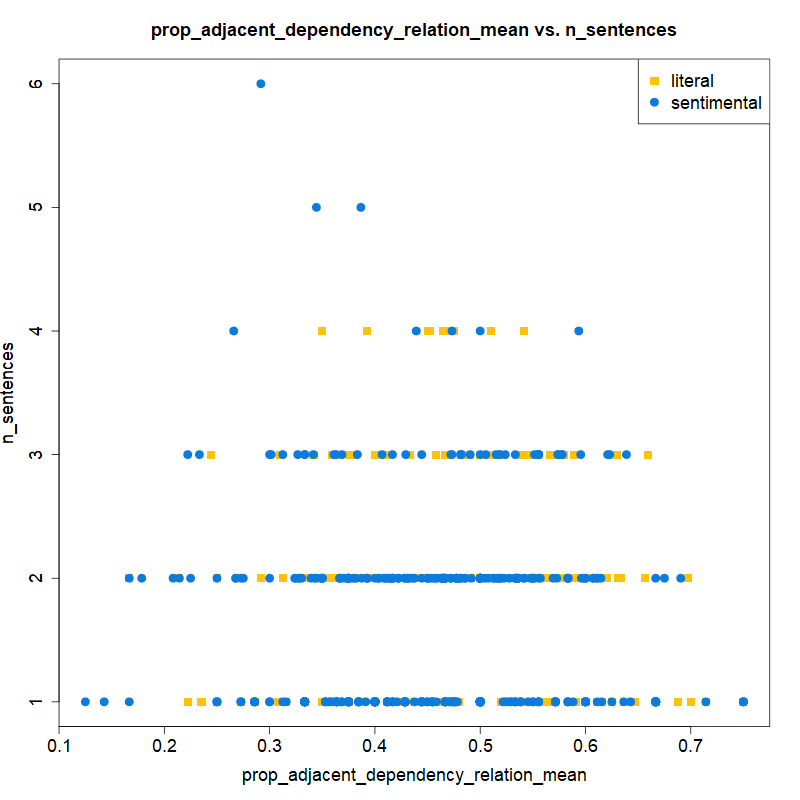 prop_adjacent_dependency_relation_mean vs. n_sentences
literal
sentimental
6
5
4
3
2
1
n_sentences
0.1 0.2 0.3 0.4 0.5 0.6 0.7
prop_adjacent_dependency_relation_mean